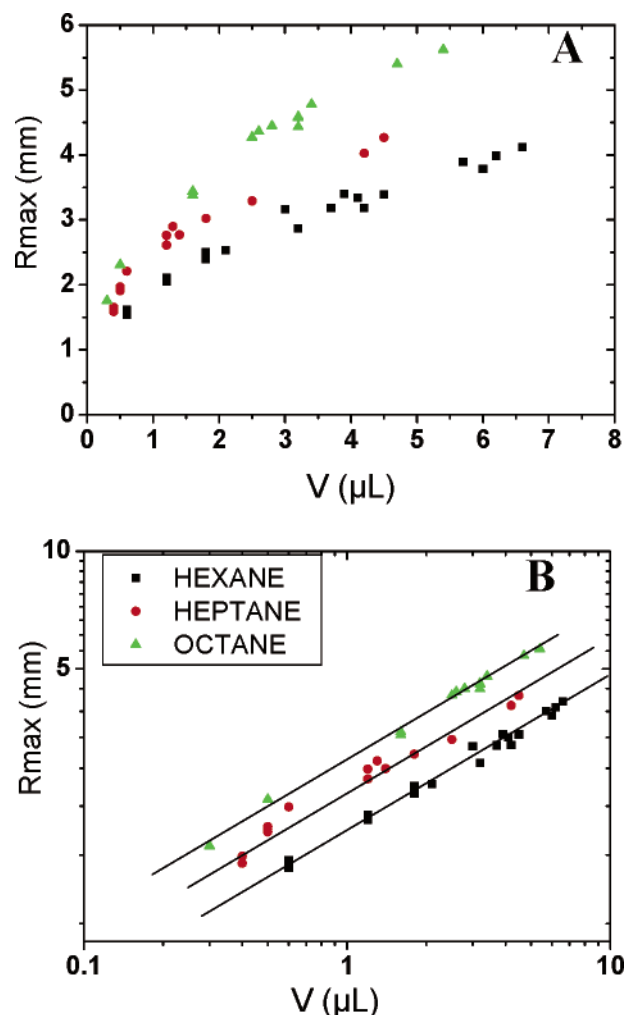 A
6
5
4
3
2
1
0
Rmax (mm)
0 1 2 3 4 5 6 7 8
V (µL)
B
10
5
Rmax (mm)
HEXANE
HEPTANE
OCTANE
0.1 1 10
V (µL)